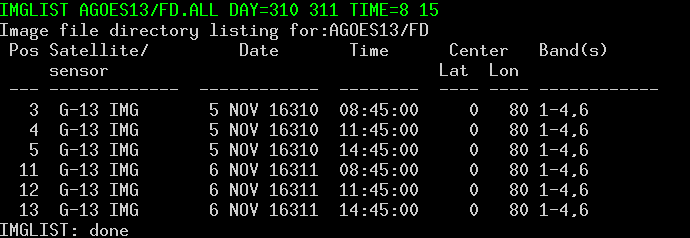 IMGLIST AGOES13/FD.ALL DAY=310 311 TIME=8 15
Image file directory listing for:AGOES13/FD
Pos Satellite/ Date Time Center Band(s)
sensor Lat Lon
--- ------------- ------------ -------- ---- ---- ------------
3 G-13 IMG 5 NOV 16310 08:45:00 0 80 1-4,6
4 G-13 IMG 5 NOV 16310 11:45:00 0 80 1-4,6
5 G-13 IMG 5 NOV 16310 14:45:00 0 80 1-4,6
11 G-13 IMG 6 NOV 16311 08:45:00 0 80 1-4,6
12 G-13 IMG 6 NOV 16311 11:45:00 0 80 1-4,6
13 G-13 IMG 6 NOV 16311 14:45:00 0 80 1-4,6
IMGLIST: done